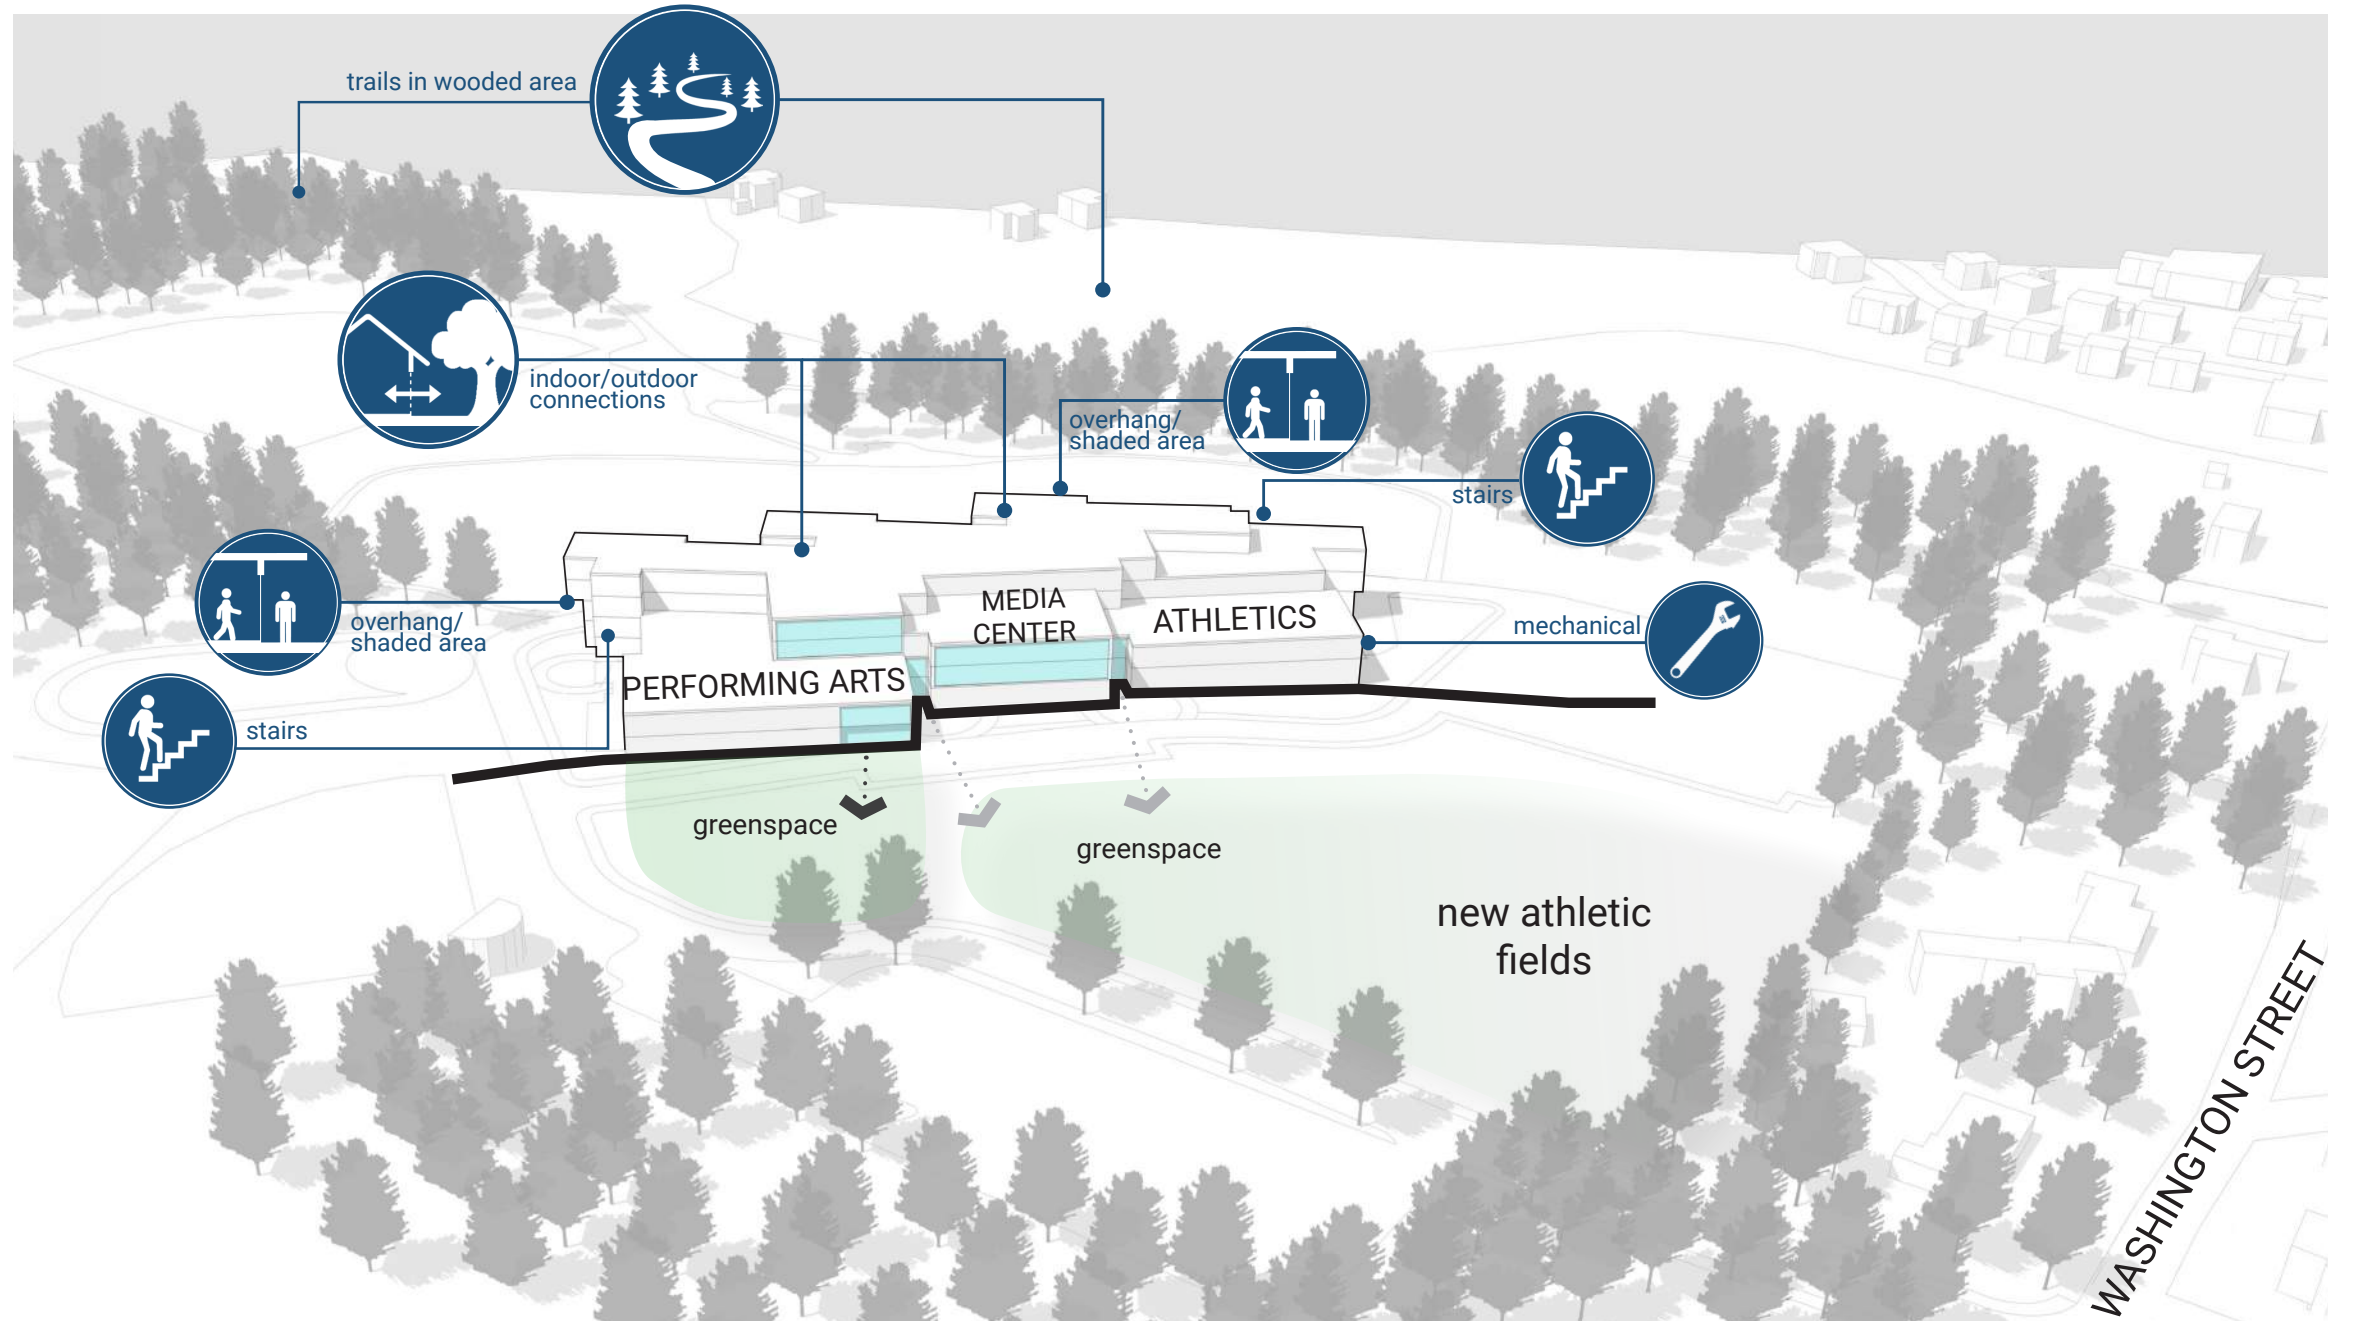 trails in wooded area
indoor/outdoor
connections
overhang/
shaded area
stairs
overhang/
shaded area
stairs
mechanical
MEDIA
CENTER
ATHLETICS
PERFORMING ARTS
greenspace
greenspace
new athletic
fields
WASHINGTON STREET